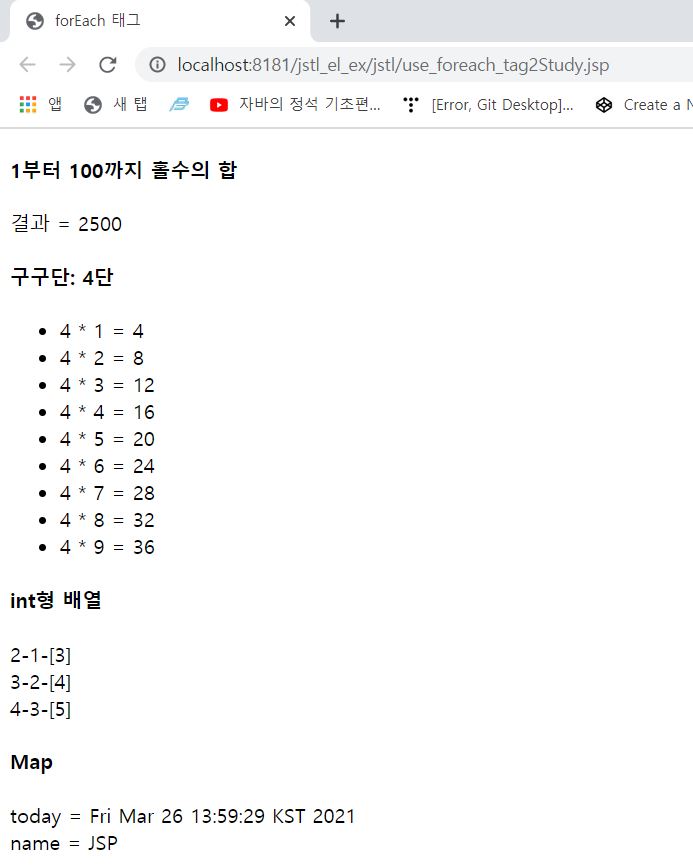 forEach 태그
localhost:8181/jstl_el_ex/jstl/use_foreach_tag2Study.jsp
앱 새 탭 자바의 정석 기초편... [Error, Git Desktop]... Create a N
1부터 100까지 홀수의 합
결과 = 2500
구구단: 4단
4 * 1 = 4
4 * 2 = 8
4 * 3 = 12
4 * 4 = 16
4 * 5 = 20
4 * 6 = 24
4 * 7 = 28
4 * 8 = 32
4 * 9 = 36
int형 배열
2-1-[3]
3-2-[4]
4-3-[5]
Map
today = Fri Mar 26 13:59:29 KST 2021
name = JSP